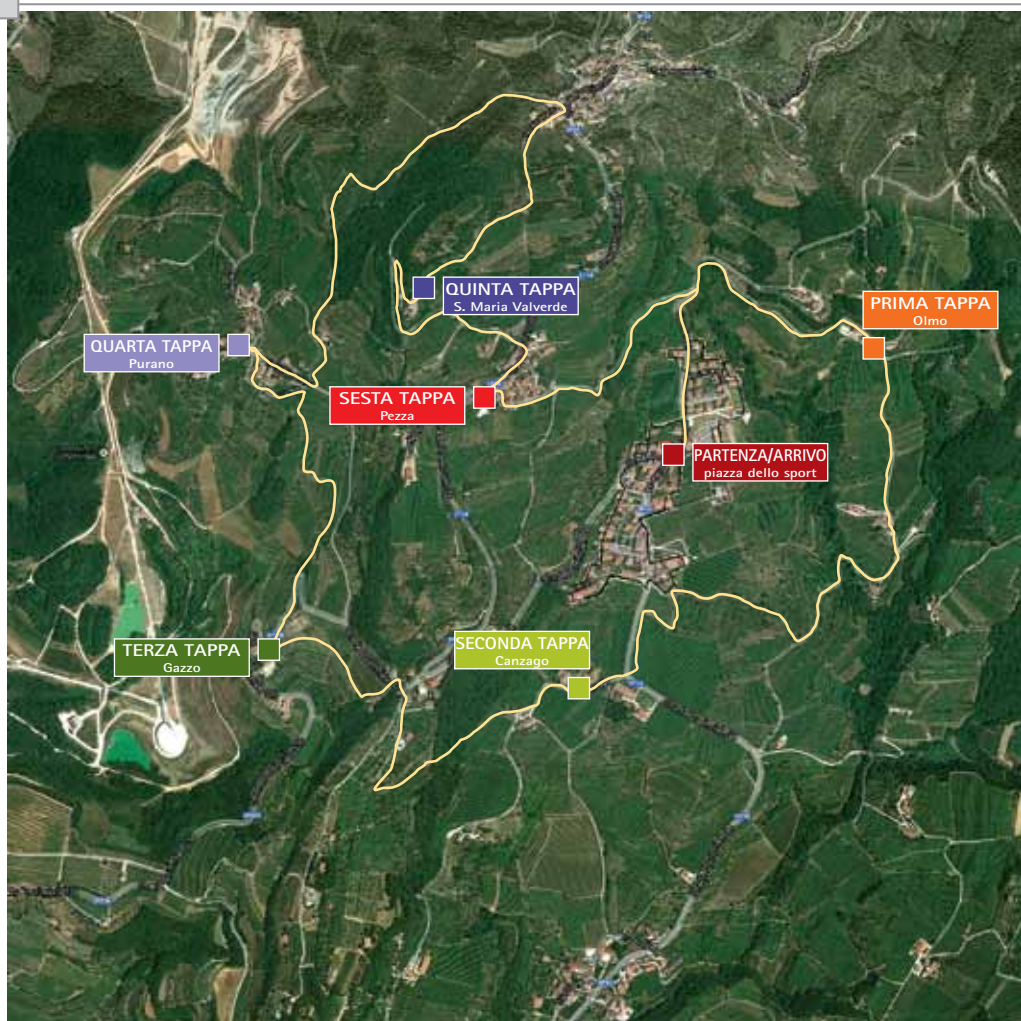 QUINTA TAPPA
S. Maria Valverde
PRIMA TAPPA
Olmo
QUARTA TAPPA
Purano
SESTA TAPPA
Pezza
PARTENZA/ARRIVO
piazza dello sport
TERZA TAPPA
Gazzo
SECONDA TAPPA
Canzago